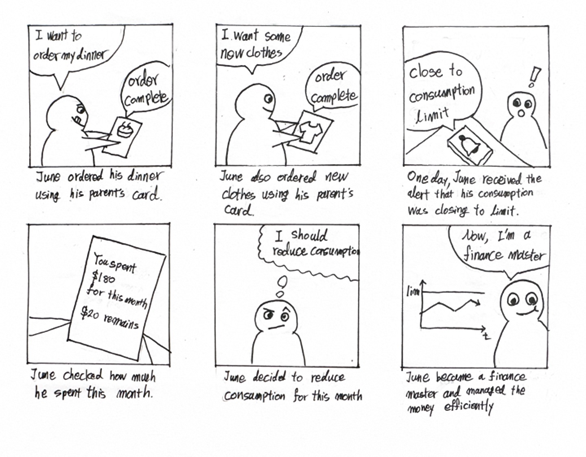 I want to
order my dinner
order
complete
June ordered his dinner
using his parent's card.
I want some
new clothes
order
complete
June also ordered new
clothes using his parent's
card.
close to
consumption
limit
!
One day, June received the
alert that his consumption
was closing to limit.
You spent
$180
for this month
$20 remains
June checked how much
he spent this month.
I should
reduce consumption
June decided to reduce
consumption for this month
Now, I'm a
finance master
lim
t
June became a finance
master and managed the
money efficiently